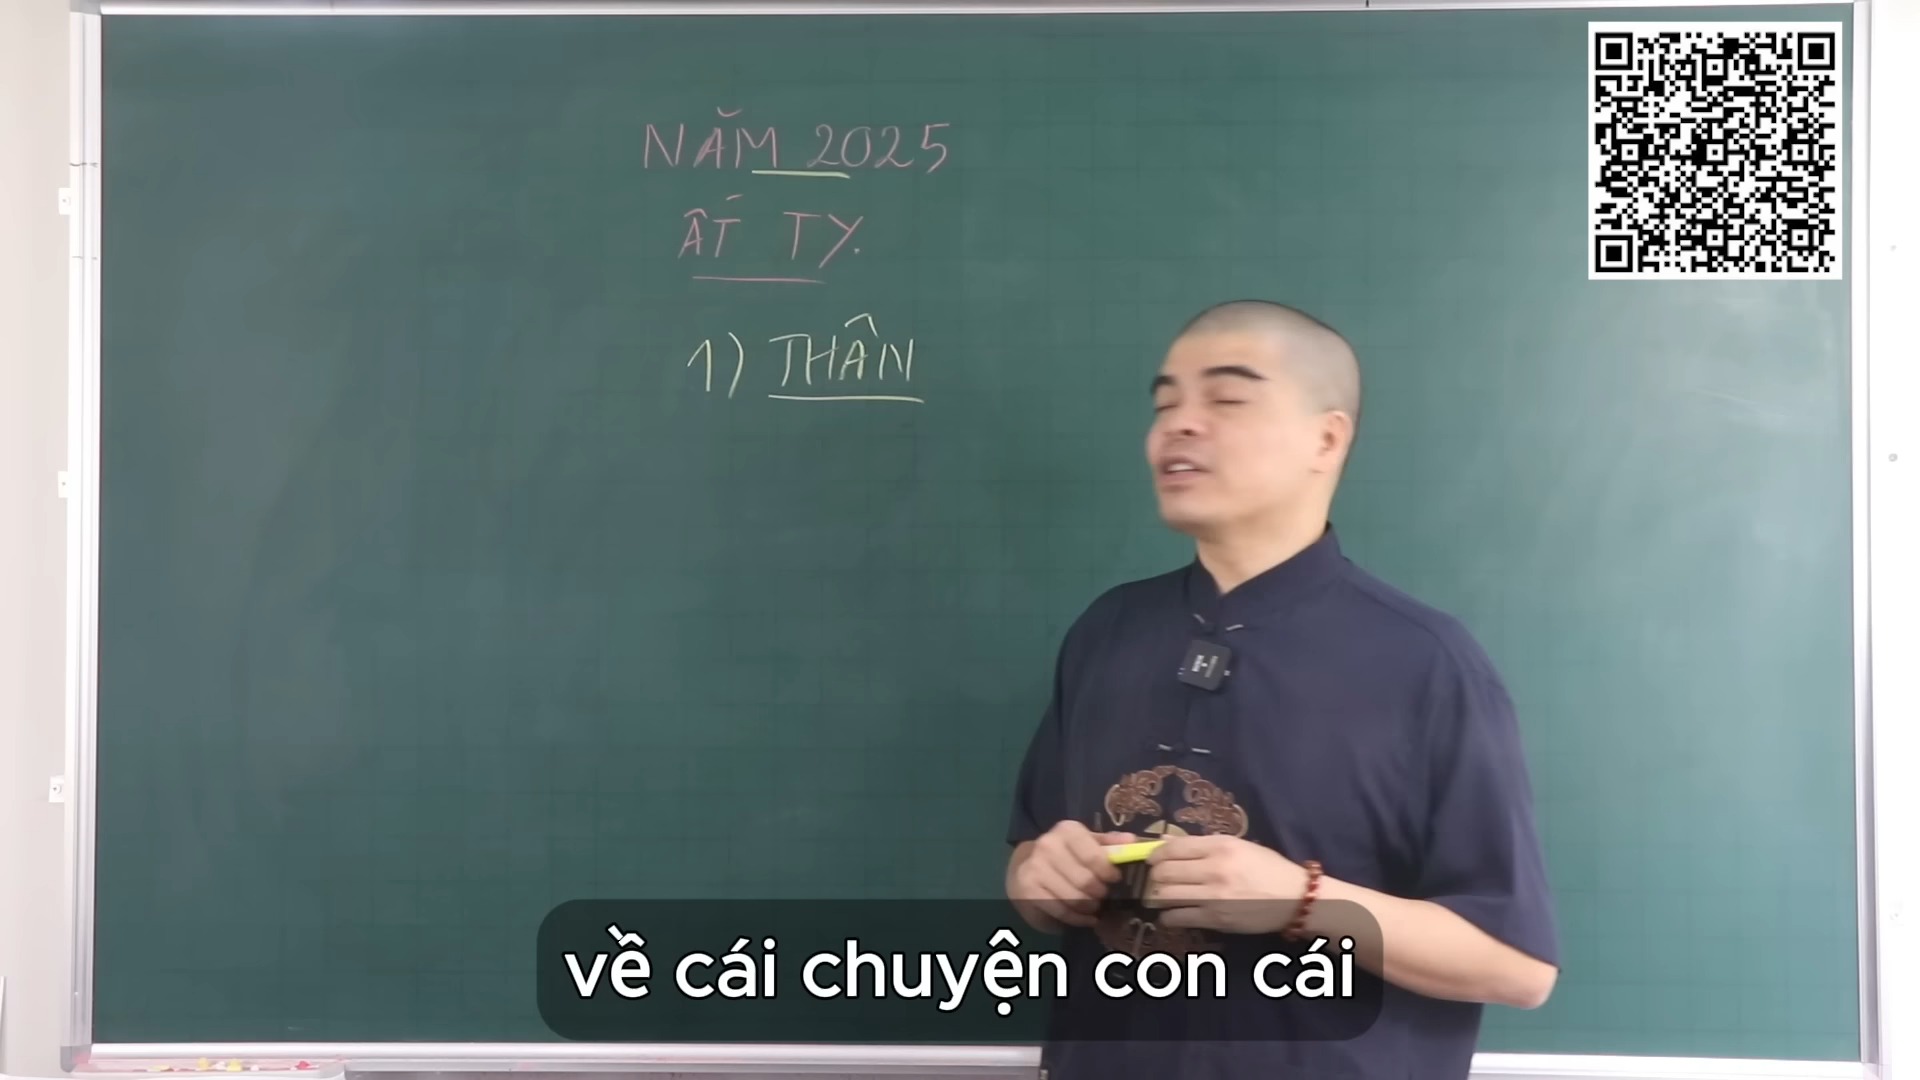 NĂM 2025
ẤT TỴ
1) THÂN
về cái chuyện con cái